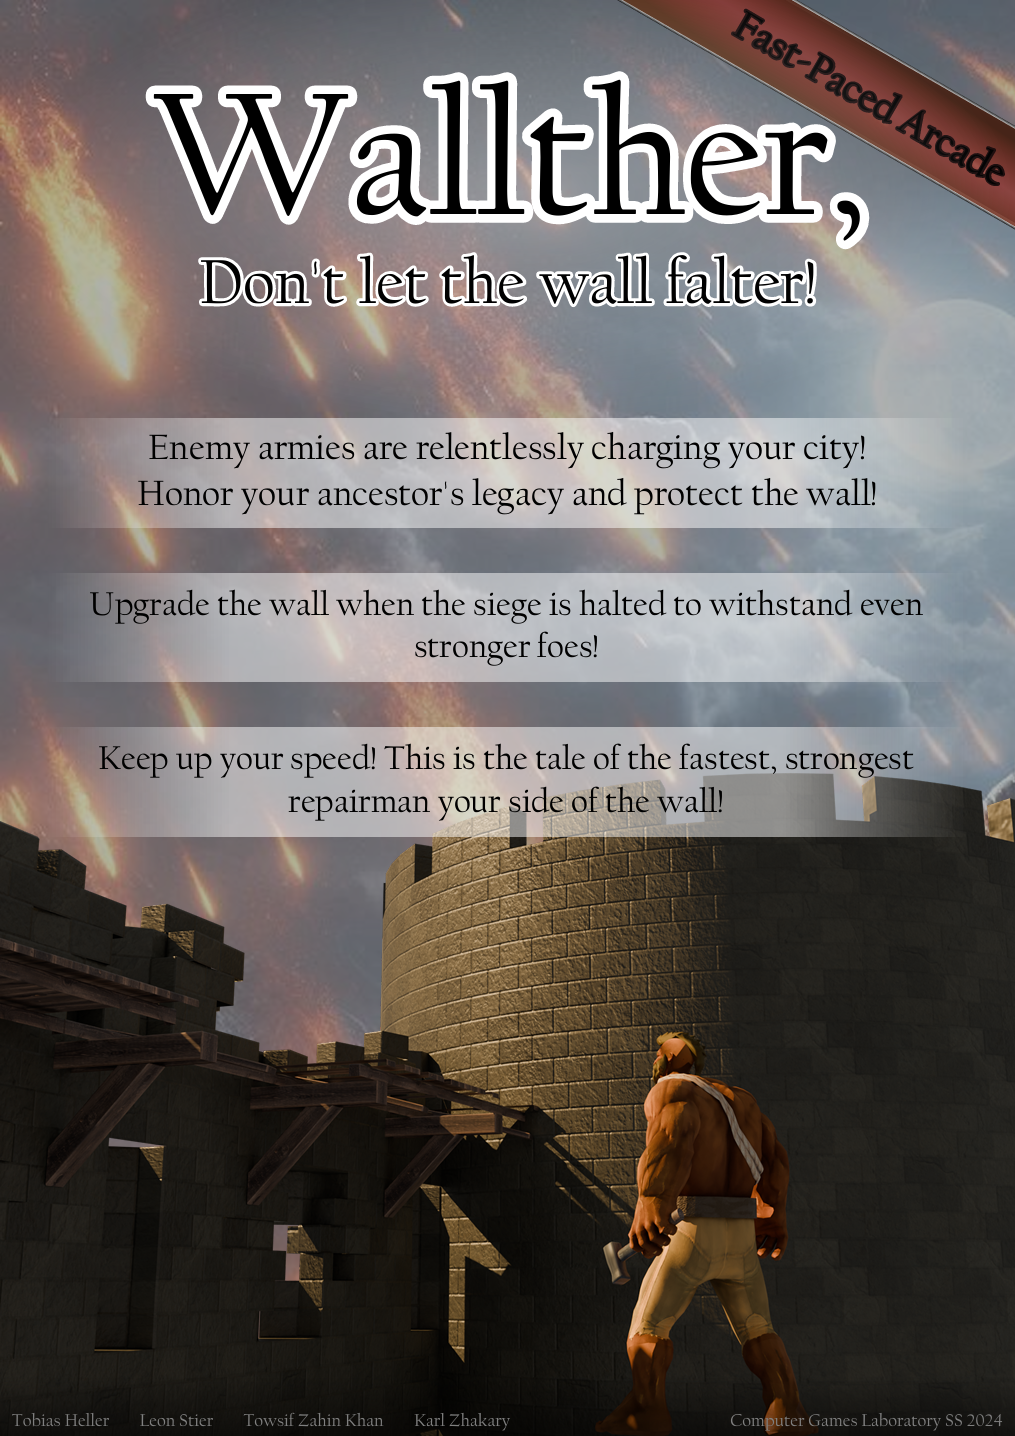 Fast-Paced Arcade
Wallther,
Don't let the wall falter!
Enemy armies are relentlessly charging your city!
Honor your ancestor's legacy and protect the wall!
Upgrade the wall when the siege is halted to withstand even
stronger foes!
Keep up your speed! This is the tale of the fastest, strongest
repairman your side of the wall!
Tobias Heller Leon Stier Towsif Zahin Khan Karl Zhakary Computer Games Laboratory SS 2024